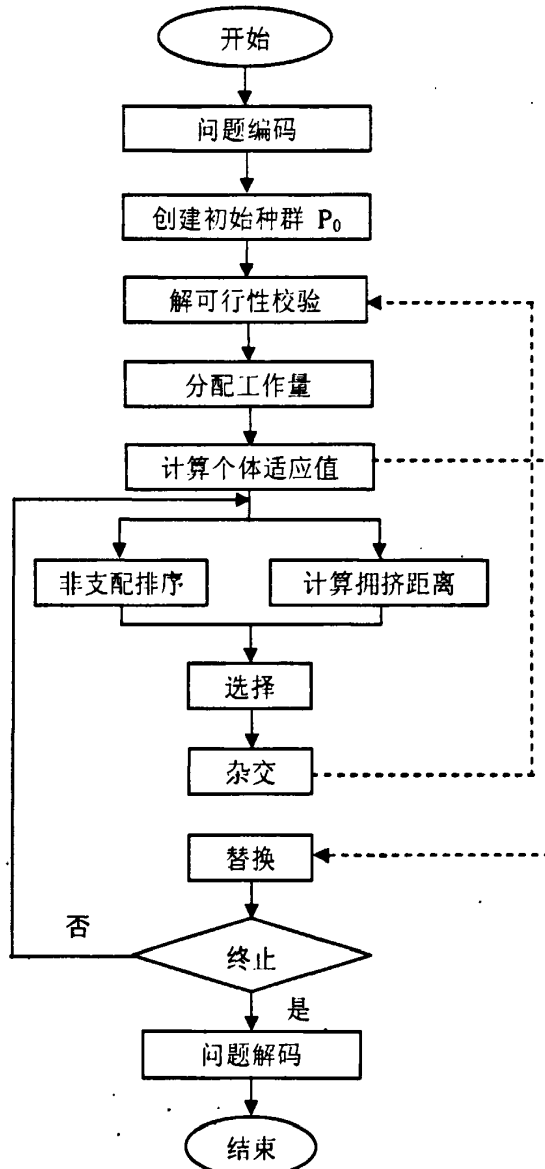 开始
问题编码
创建初始种群 P₀
解可行性校验
分配工作量
计算个体适应值
非支配排序
计算拥挤距离
选择
杂交
替换
否
终止
是
问题解码
结束